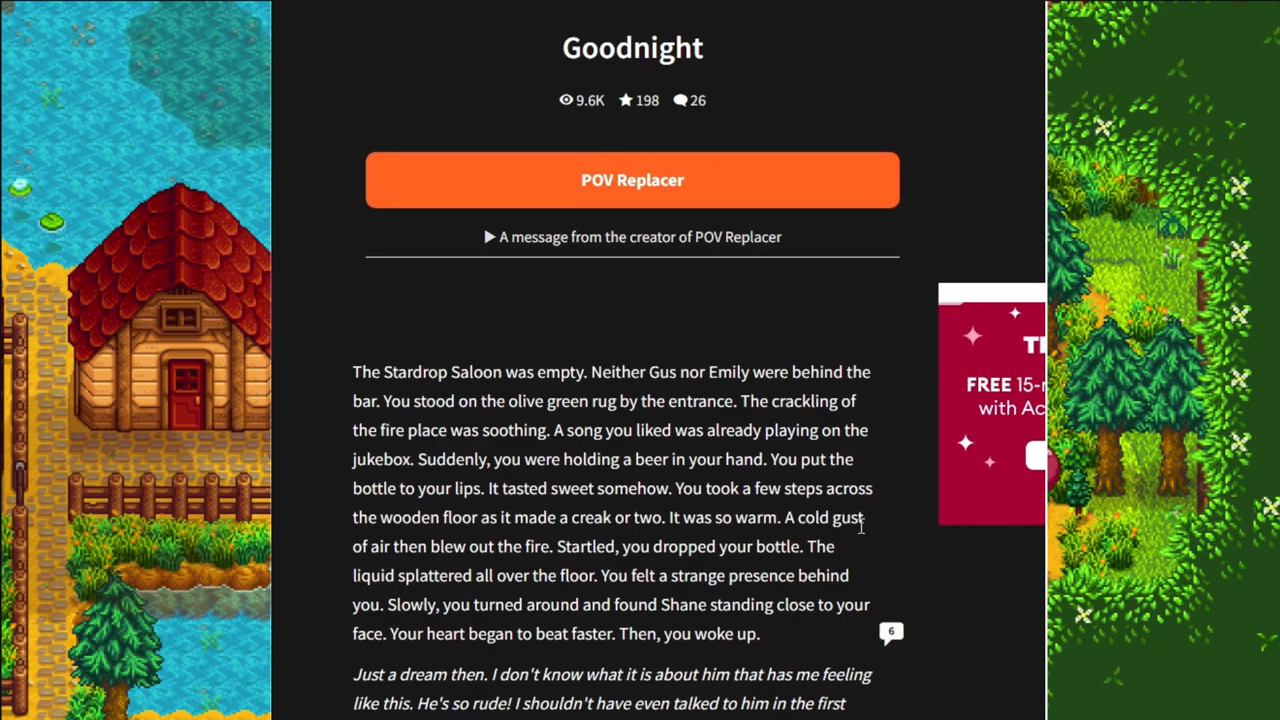 Goodnight
9.6K 198 26
POV Replacer
▶ A message from the creator of POV Replacer
The Stardrop Saloon was empty. Neither Gus nor Emily were behind the
bar. You stood on the olive green rug by the entrance. The crackling of
the fire place was soothing. A song you liked was already playing on the
jukebox. Suddenly, you were holding a beer in your hand. You put the
bottle to your lips. It tasted sweet somehow. You took a few steps across
the wooden floor as it made a creak or two. It was so warm. A cold gust
of air then blew out the fire. Startled, you dropped your bottle. The
liquid splattered all over the floor. You felt a strange presence behind
you. Slowly, you turned around and found Shane standing close to your
face. Your heart began to beat faster. Then, you woke up.
6
Just a dream then. I don't know what it is about him that has me feeling
like this. He's so rude! I shouldn't have even talked to him in the first
FREE 15-
with Ac